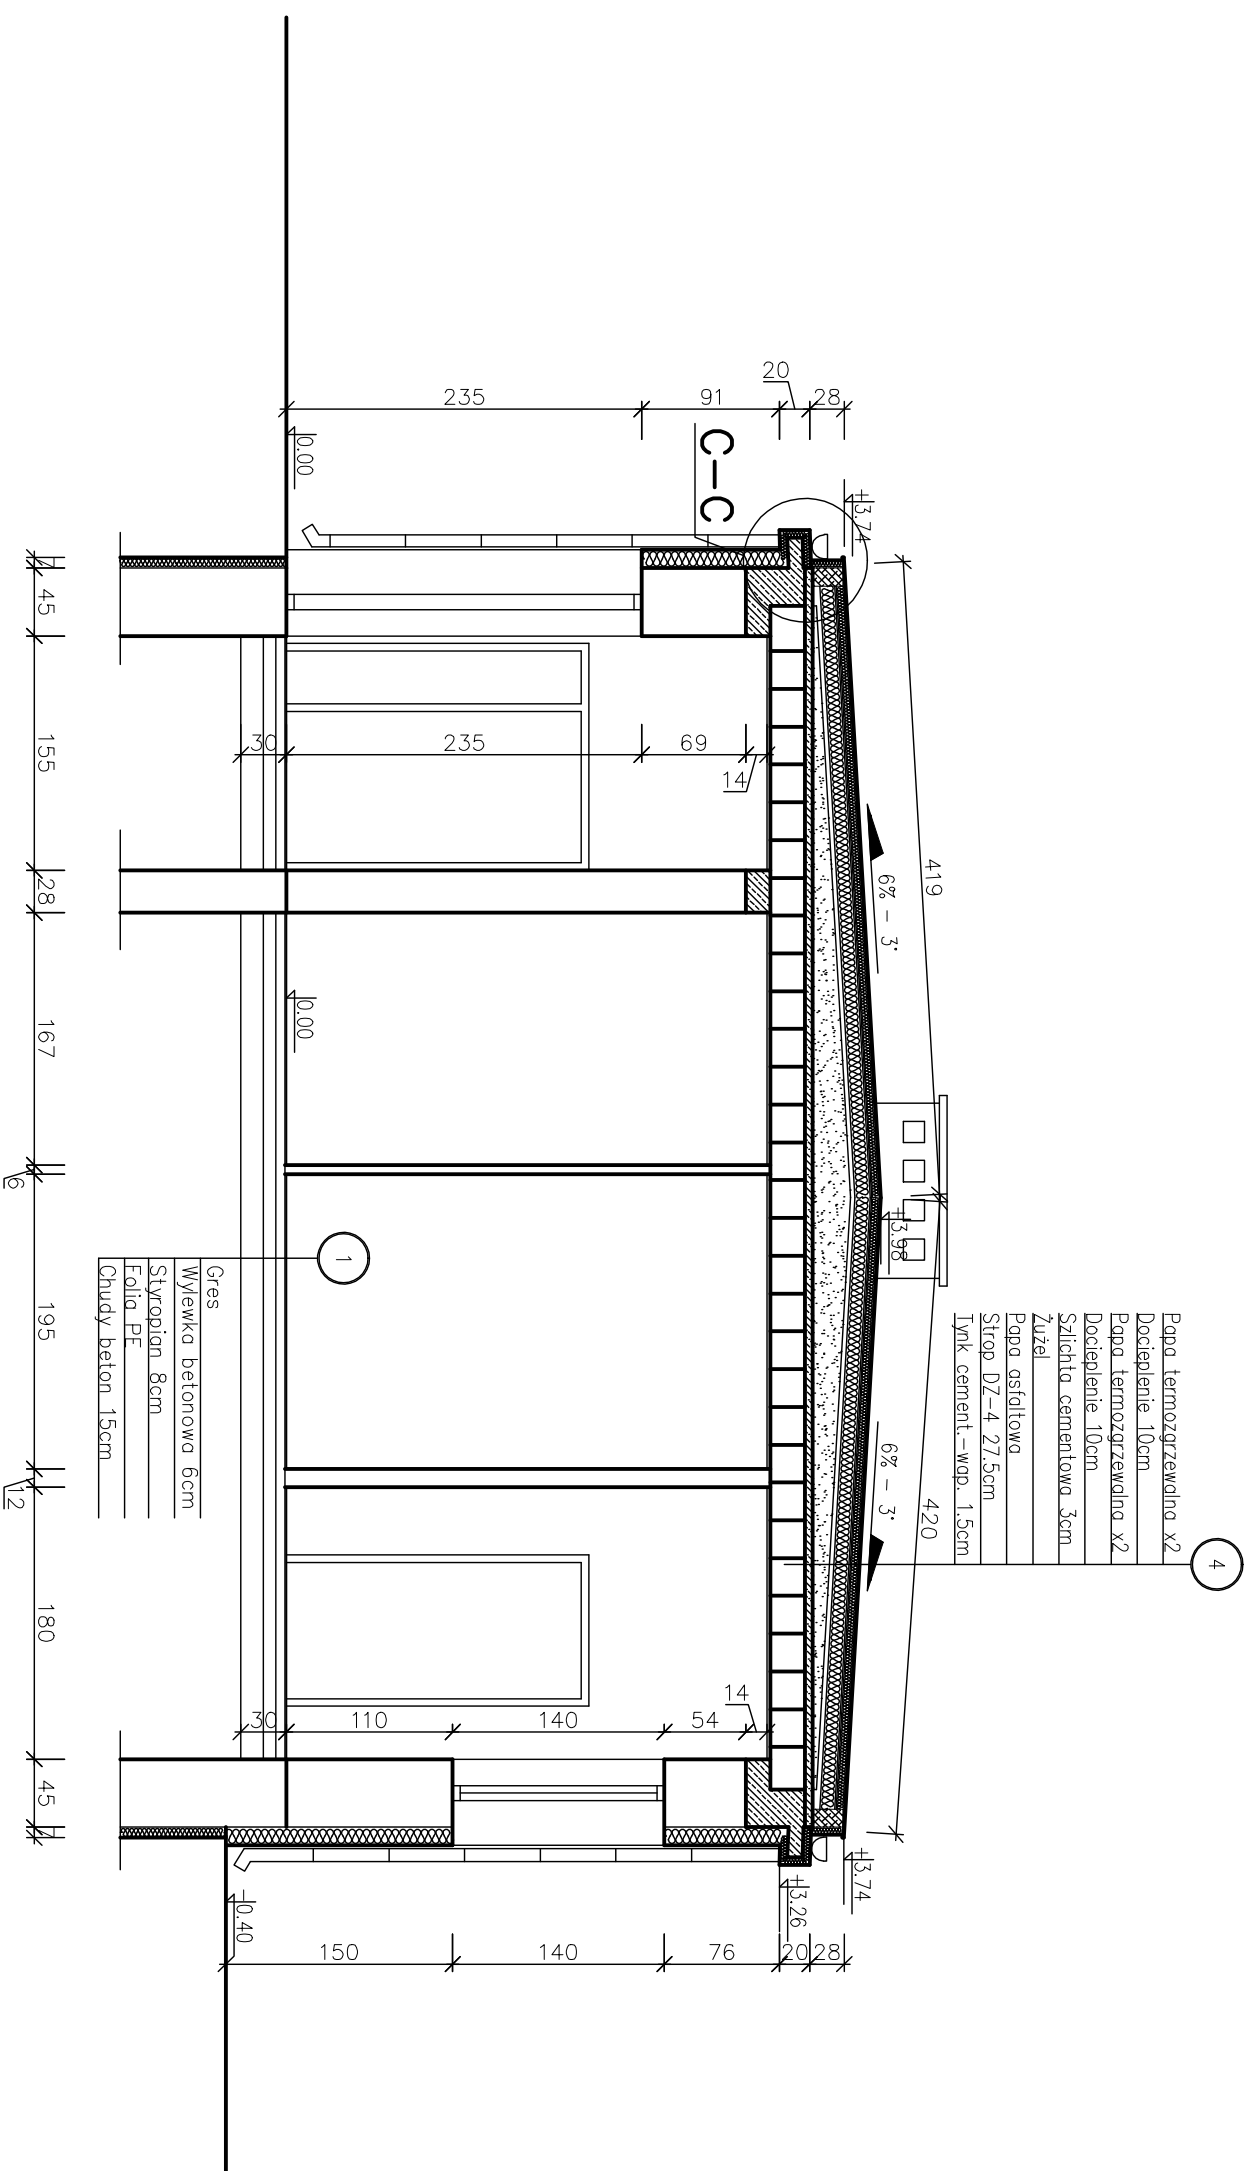 4
Papa termozgrzewalna x2
Docieplenie 10cm
Papa termozgrzewalna x2
Docieplenie 10cm
Szlichta cementowa 3cm
Żużel
Papa asfaltowa
Strop DZ-4 27.5cm
Tynk cement.-wap. 1.5cm
419
420
6% - 3°
6% - 3°
+3.98
+3.74
+3.74
+3.26
-0.40
0.00
0.00
C-C
28
20
91
235
14
69
235
30
14
54
140
110
30
28
20
76
140
150
1
Gres
Wylewka betonowa 6cm
Styropian 8cm
Folia PE
Chudy beton 15cm
7
45
155
28
167
6
195
12
180
45
7